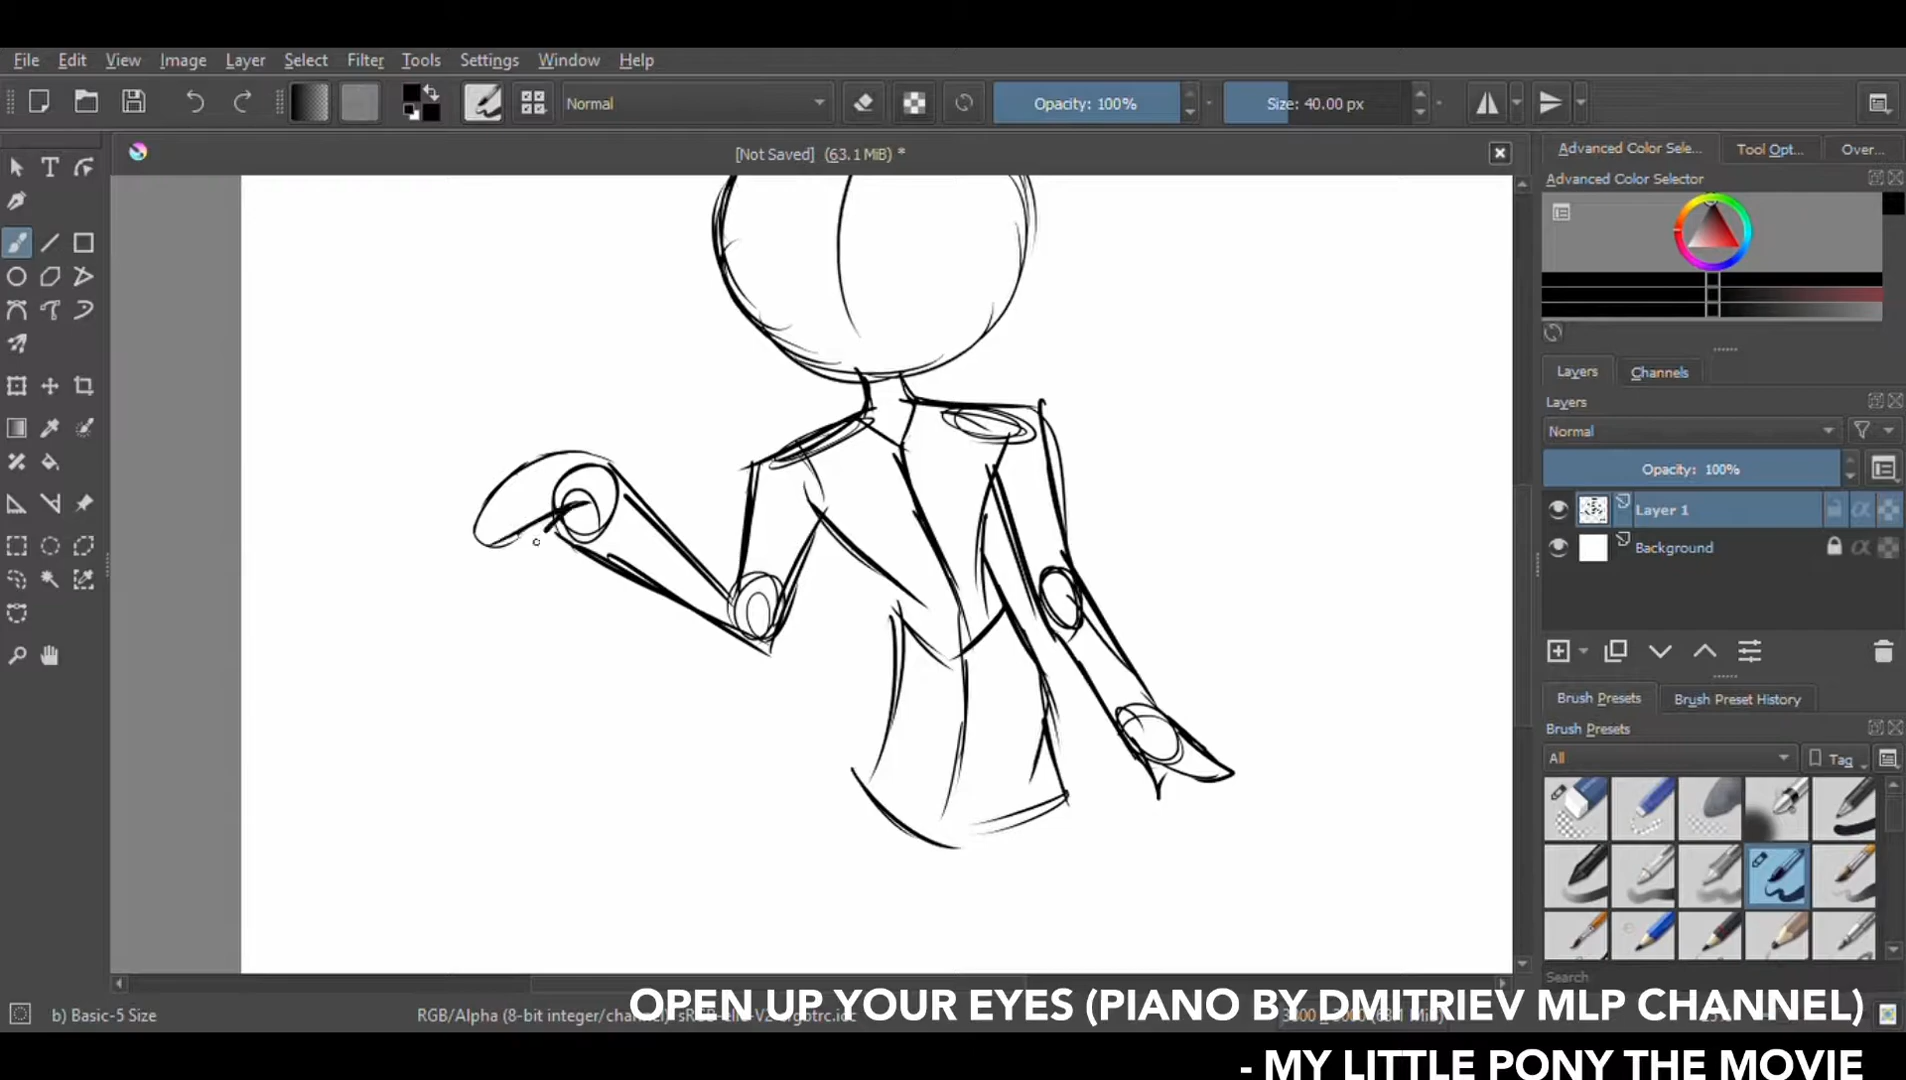 File Edit View Image Layer Select Filter Tools Settings Window Help
Normal
Opacity: 100%
Size: 40.00 px
[Not Saved] (63.1 MiB) *
Advanced Color Sele...
Tool Opt...
Over...
Advanced Color Selector
Layers
Channels
Layers
Normal
Opacity: 100%
Layer 1
Background
Brush Presets
Brush Preset History
Brush Presets
All
Tag
Search
b) Basic-5 Size
RGB/Alpha (8-bit integer/channel)
OPEN UP YOUR EYES (PIANO BY DMITRIEV MLP CHANNEL)
- MY LITTLE PONY THE MOVIE